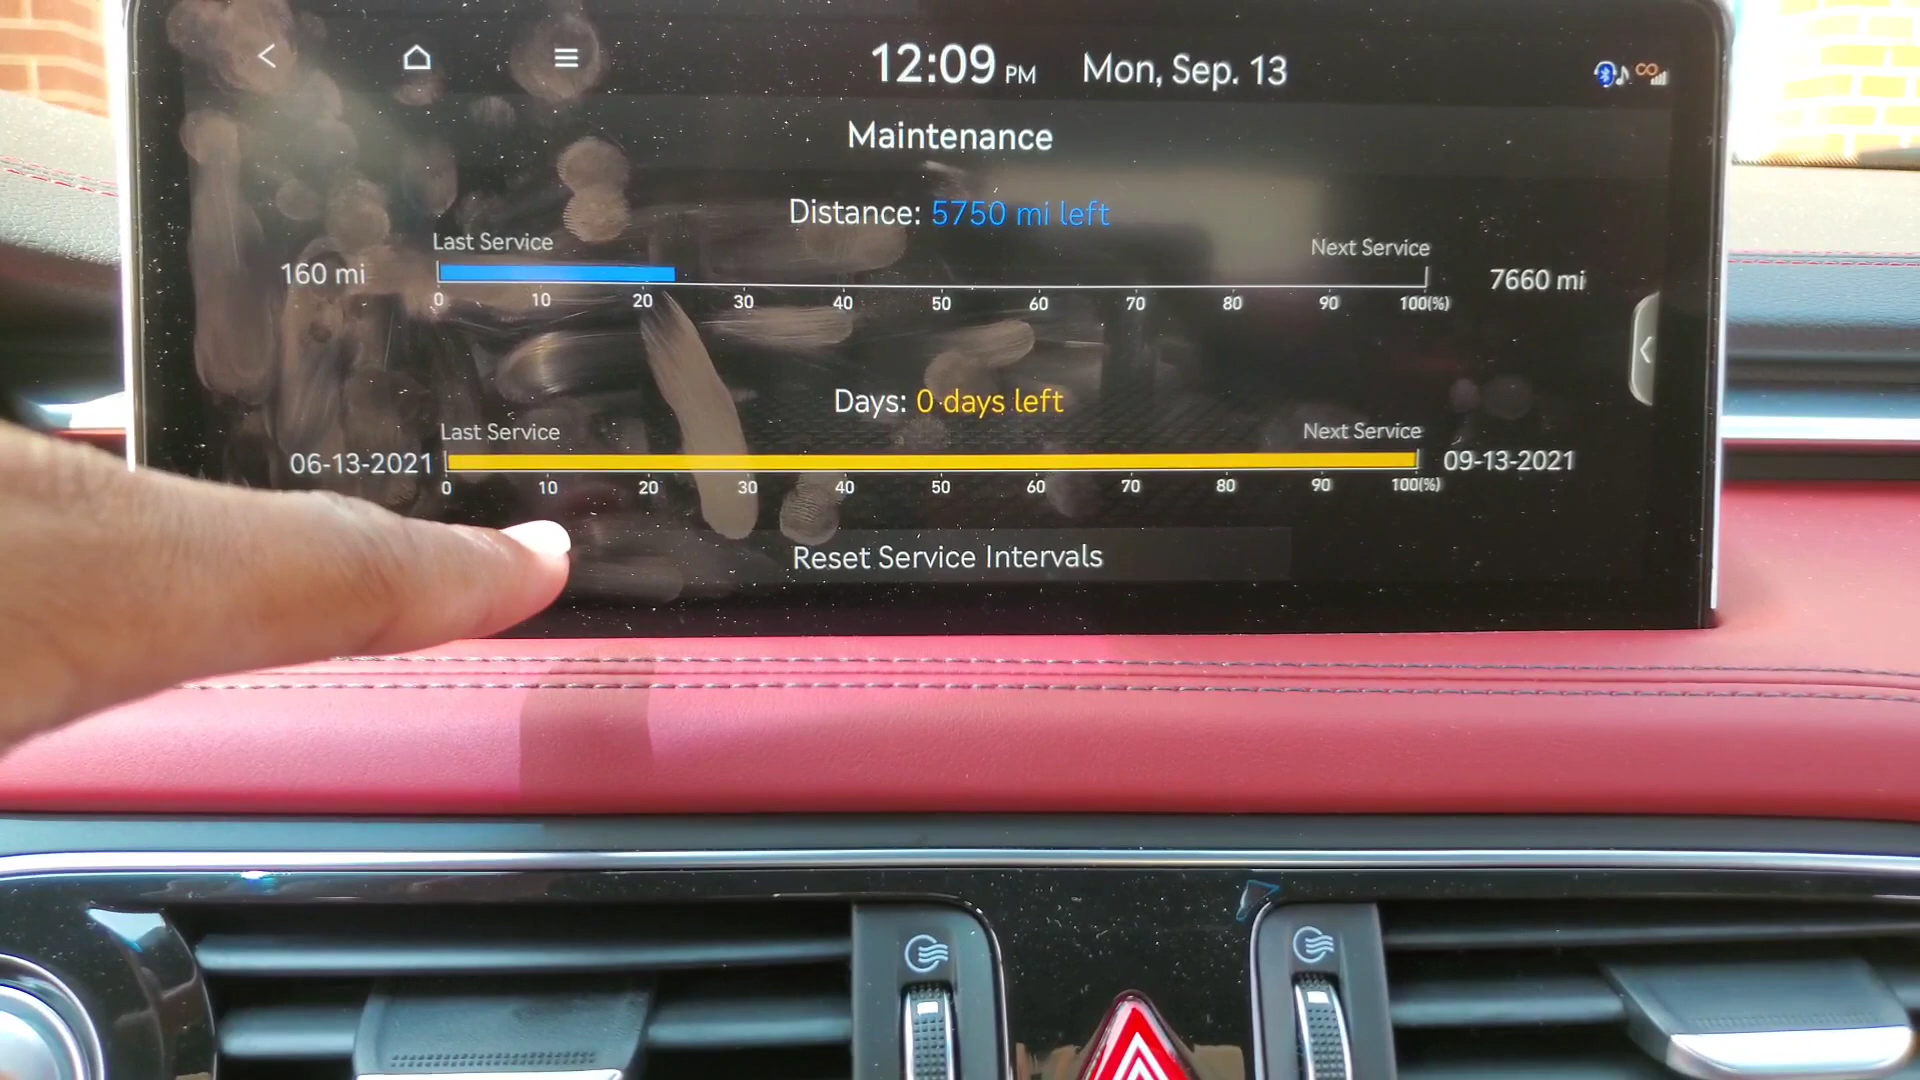 12:09 PM Mon, Sep. 13
Maintenance
Distance: 5750 mi left
Last Service Next Service
160 mi 7660 mi
0 10 20 30 40 50 60 70 80 90 100(%)
Days: 0 days left
Last Service Next Service
06-13-2021 09-13-2021
0 10 20 30 40 50 60 70 80 90 100(%)
Reset Service Intervals